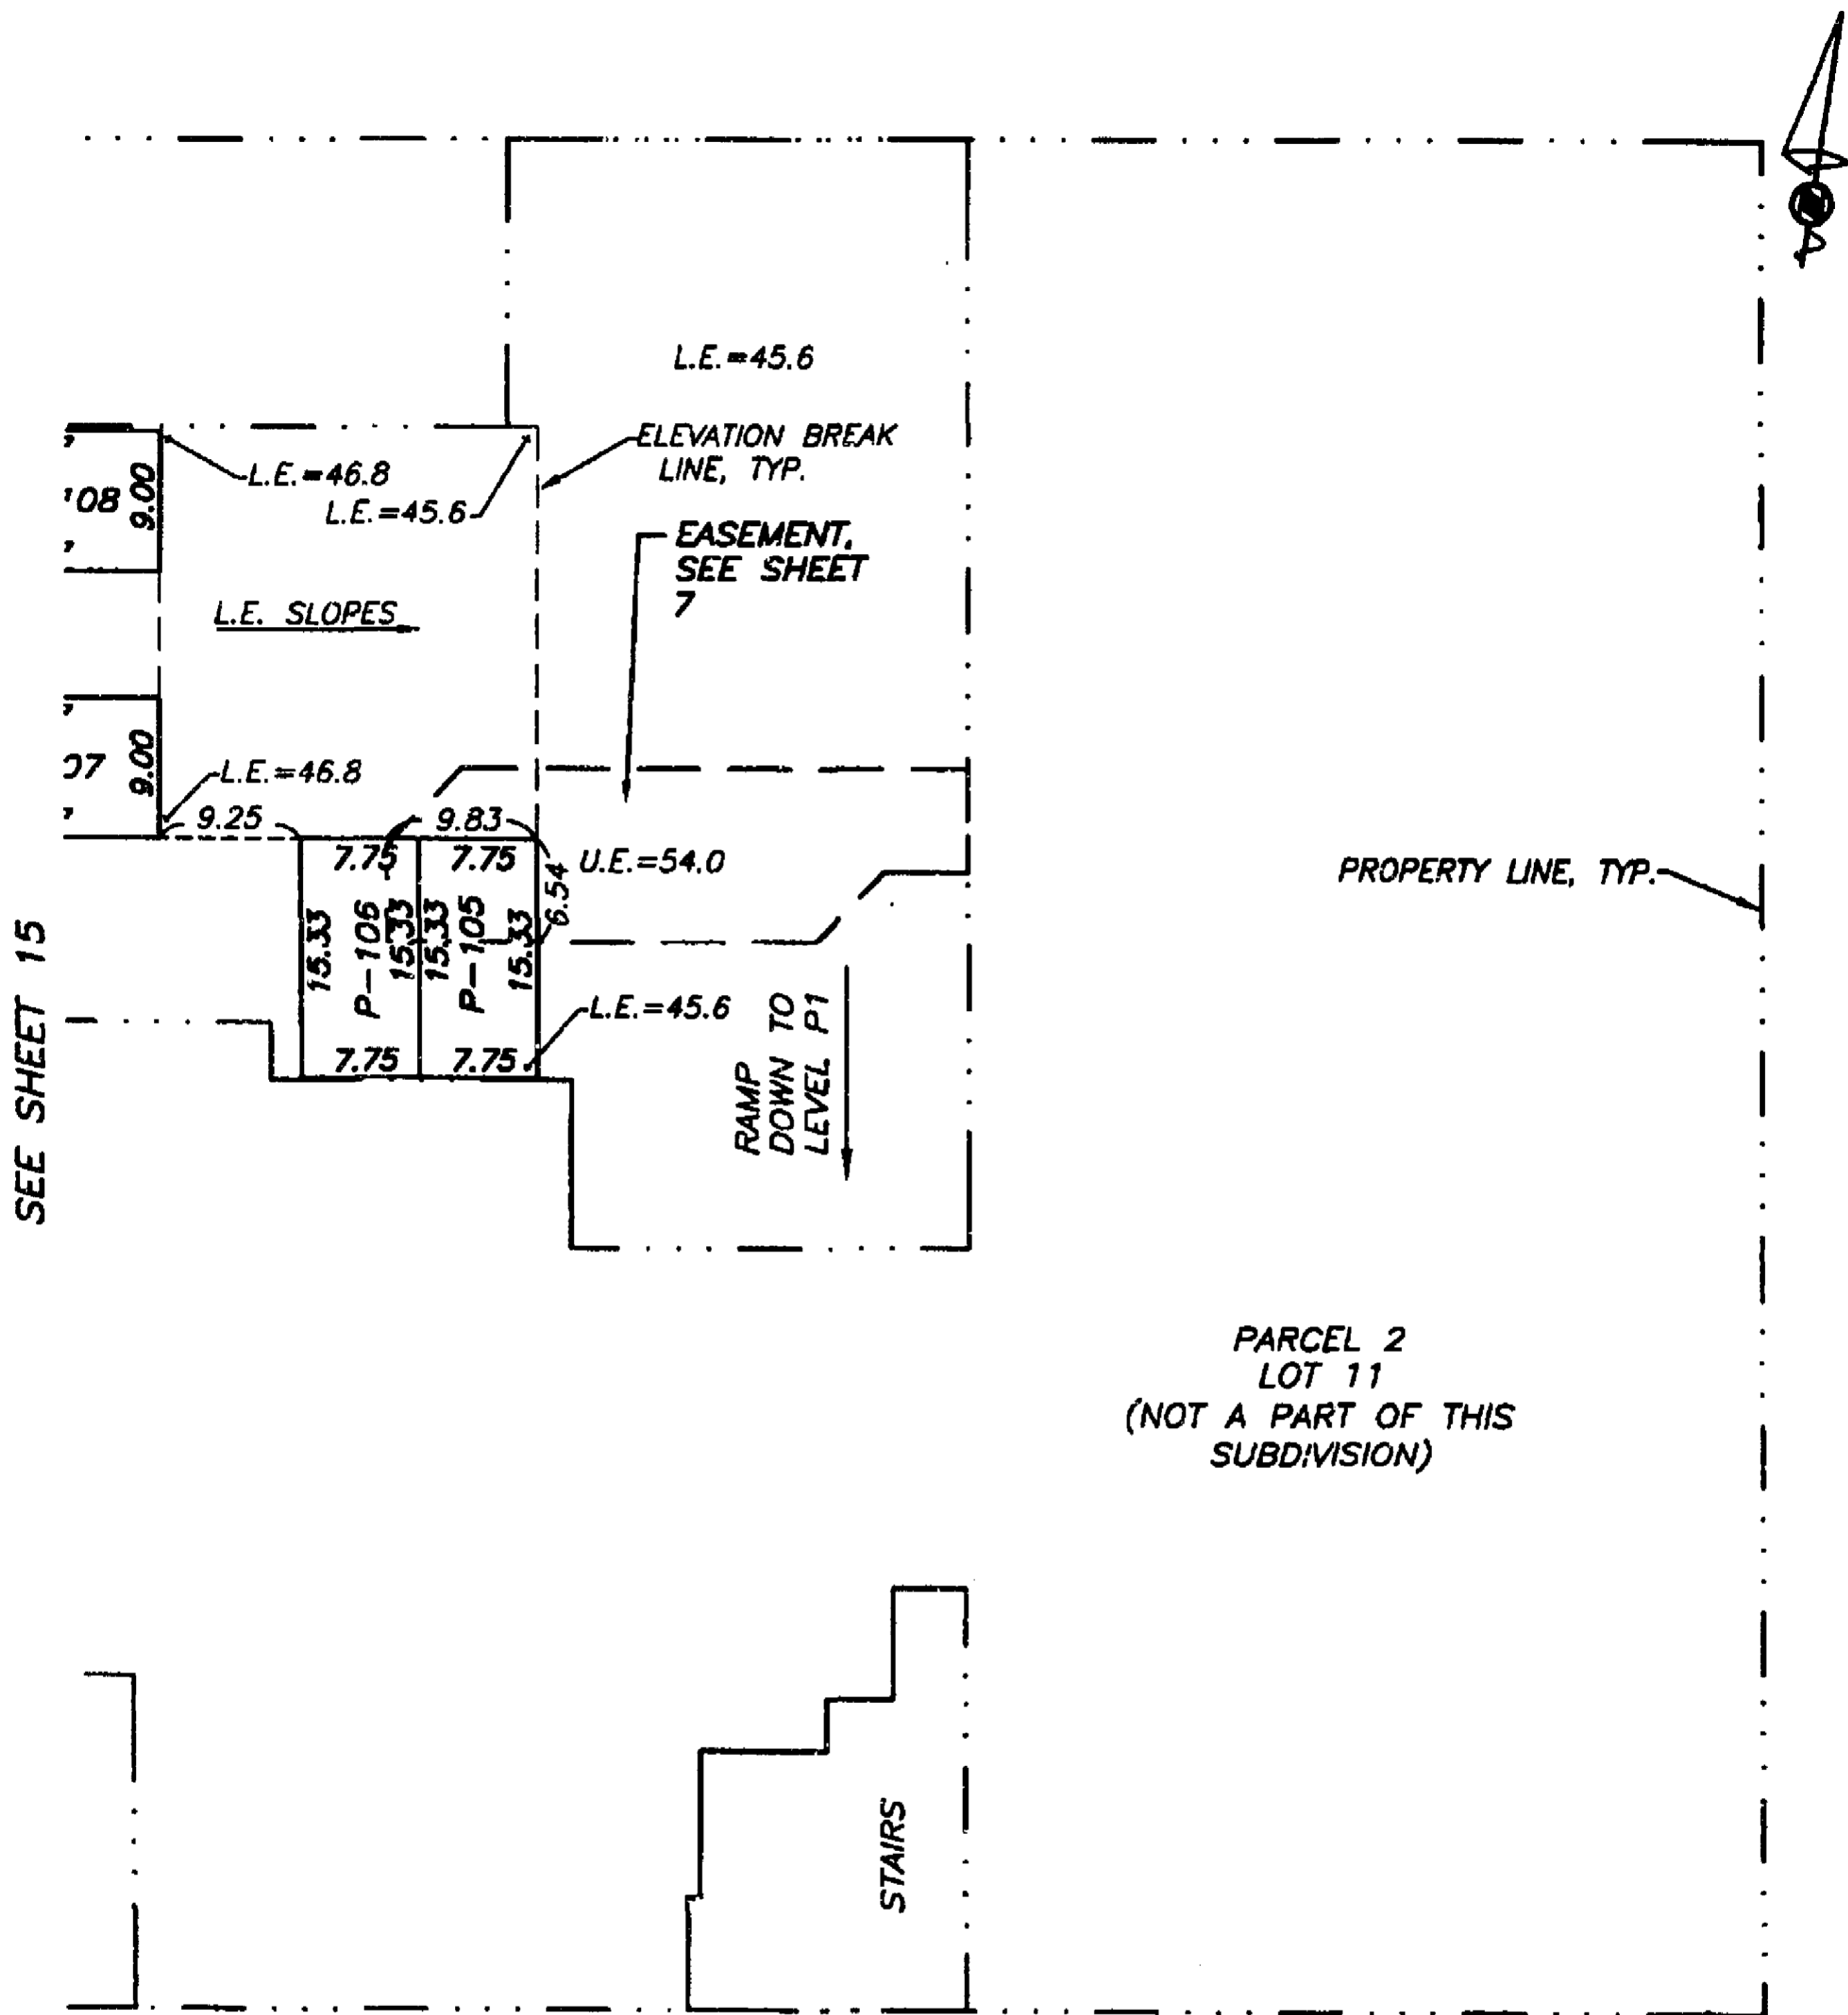 L.E.=45.6
ELEVATION BREAK
LINE, TYP.
L.E.=46.8
L.E.=45.6
'08
9.00
EASEMENT,
SEE SHEET
7
L.E. SLOPES
07
9.00
L.E.=46.8
9.25
9.83
7.75
7.75
U.E.=54.0
6.54
PROPERTY LINE, TYP.
15.33
P-106
15.33
15.33
P-105
15.33
L.E.=45.6
7.75
7.75
SEE SHEET 15
RAMP
DOWN TO
LEVEL P1
PARCEL 2
LOT 11
(NOT A PART OF THIS
SUBDIVISION)
STAIRS